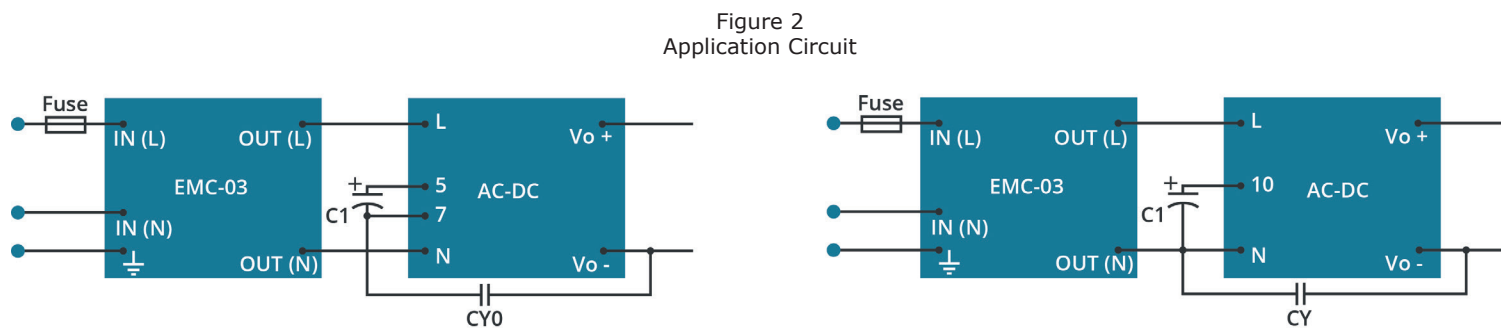 Figure 2
Application Circuit
Fuse
IN (L)
OUT (L)
EMC-03
IN (N)
OUT (N)
L
Vo +
+
5
AC-DC
C1
7
N
Vo -
CY0
Fuse
IN (L)
OUT (L)
EMC-03
IN (N)
OUT (N)
L
Vo +
+
10
AC-DC
C1
N
Vo -
CY